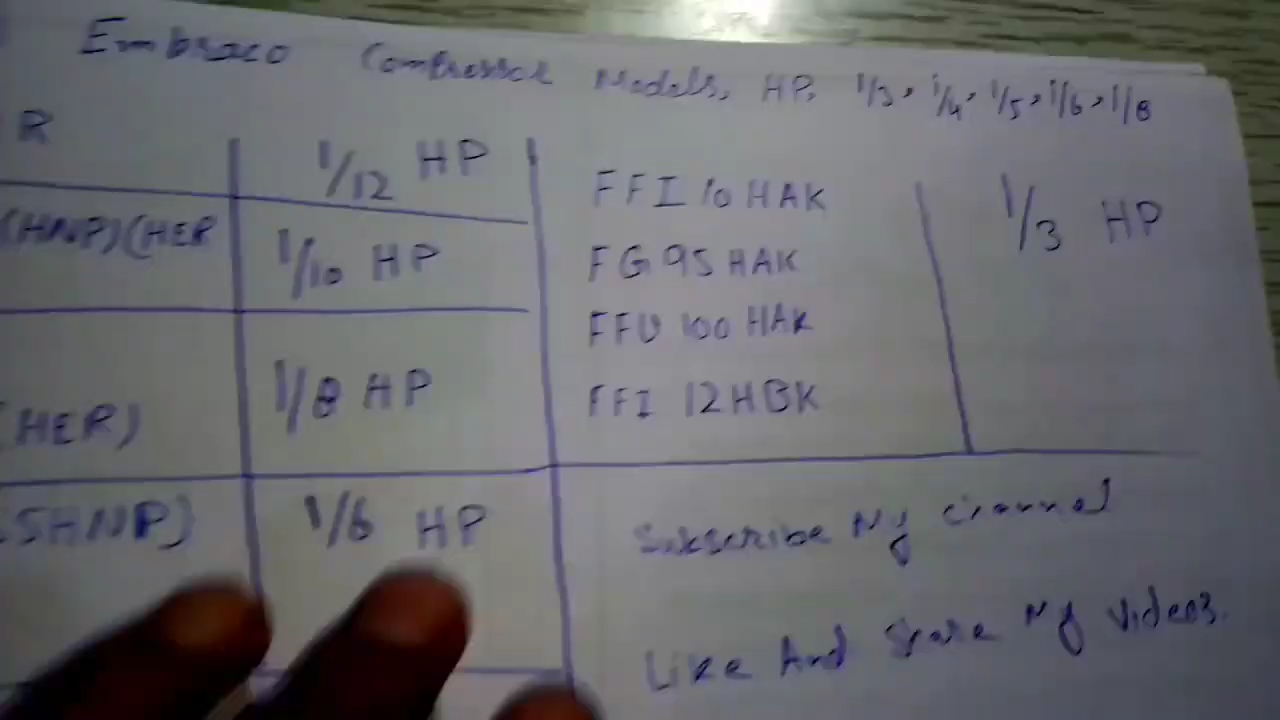 Embraco Compressor Models, HP, 1/3, 1/4, 1/5, 1/6, 1/8
R
1/12 HP
(HNP)(HER
1/10 HP
1/8 HP
(HER)
(SHNP)
1/6 HP
FFI 10 HAK
FG 95 HAK
FFU 100 HAK
FFI 12 HBK
1/3 HP
Subscribe My Channel
Like And Share My Videos.